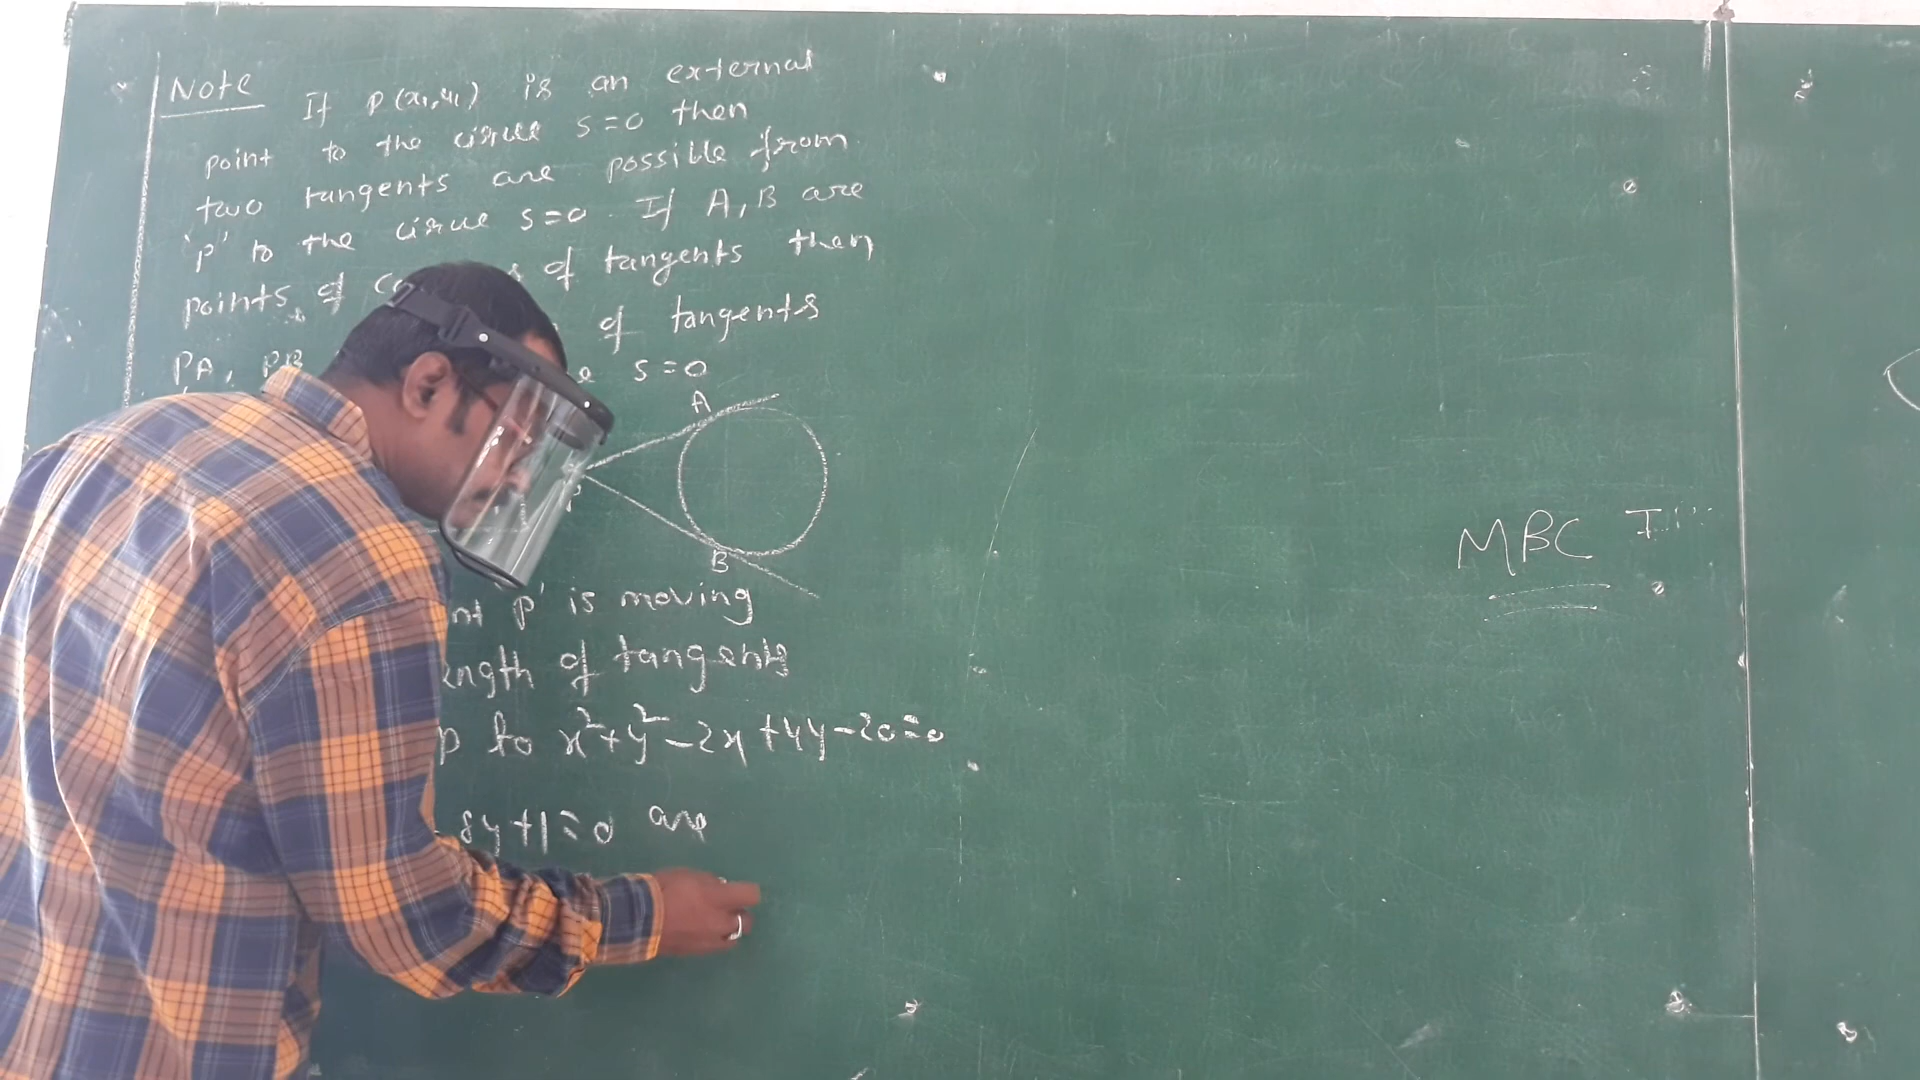 Note
If P(x₁,y₁) is an external
point to the circle s=0 then
two tangents are possible from
'P' to the circle s=0. If A, B are
points of of tangents then
PA, PB of tangents
s=0
A
P
B
'P' is moving
length of tangents
P to x²+y²-2x+4y-20=0
8y+1=0 are
MBC